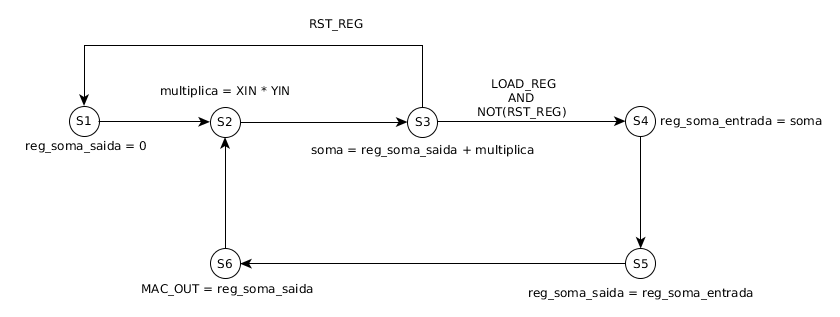 RST_REG
multiplica = XIN * YIN
LOAD_REG
AND
NOT(RST_REG)
S1
S2
S3
S4
reg_soma_entrada = soma
reg_soma_saida = 0
soma = reg_soma_saida + multiplica
S6
S5
MAC_OUT = reg_soma_saida
reg_soma_saida = reg_soma_entrada